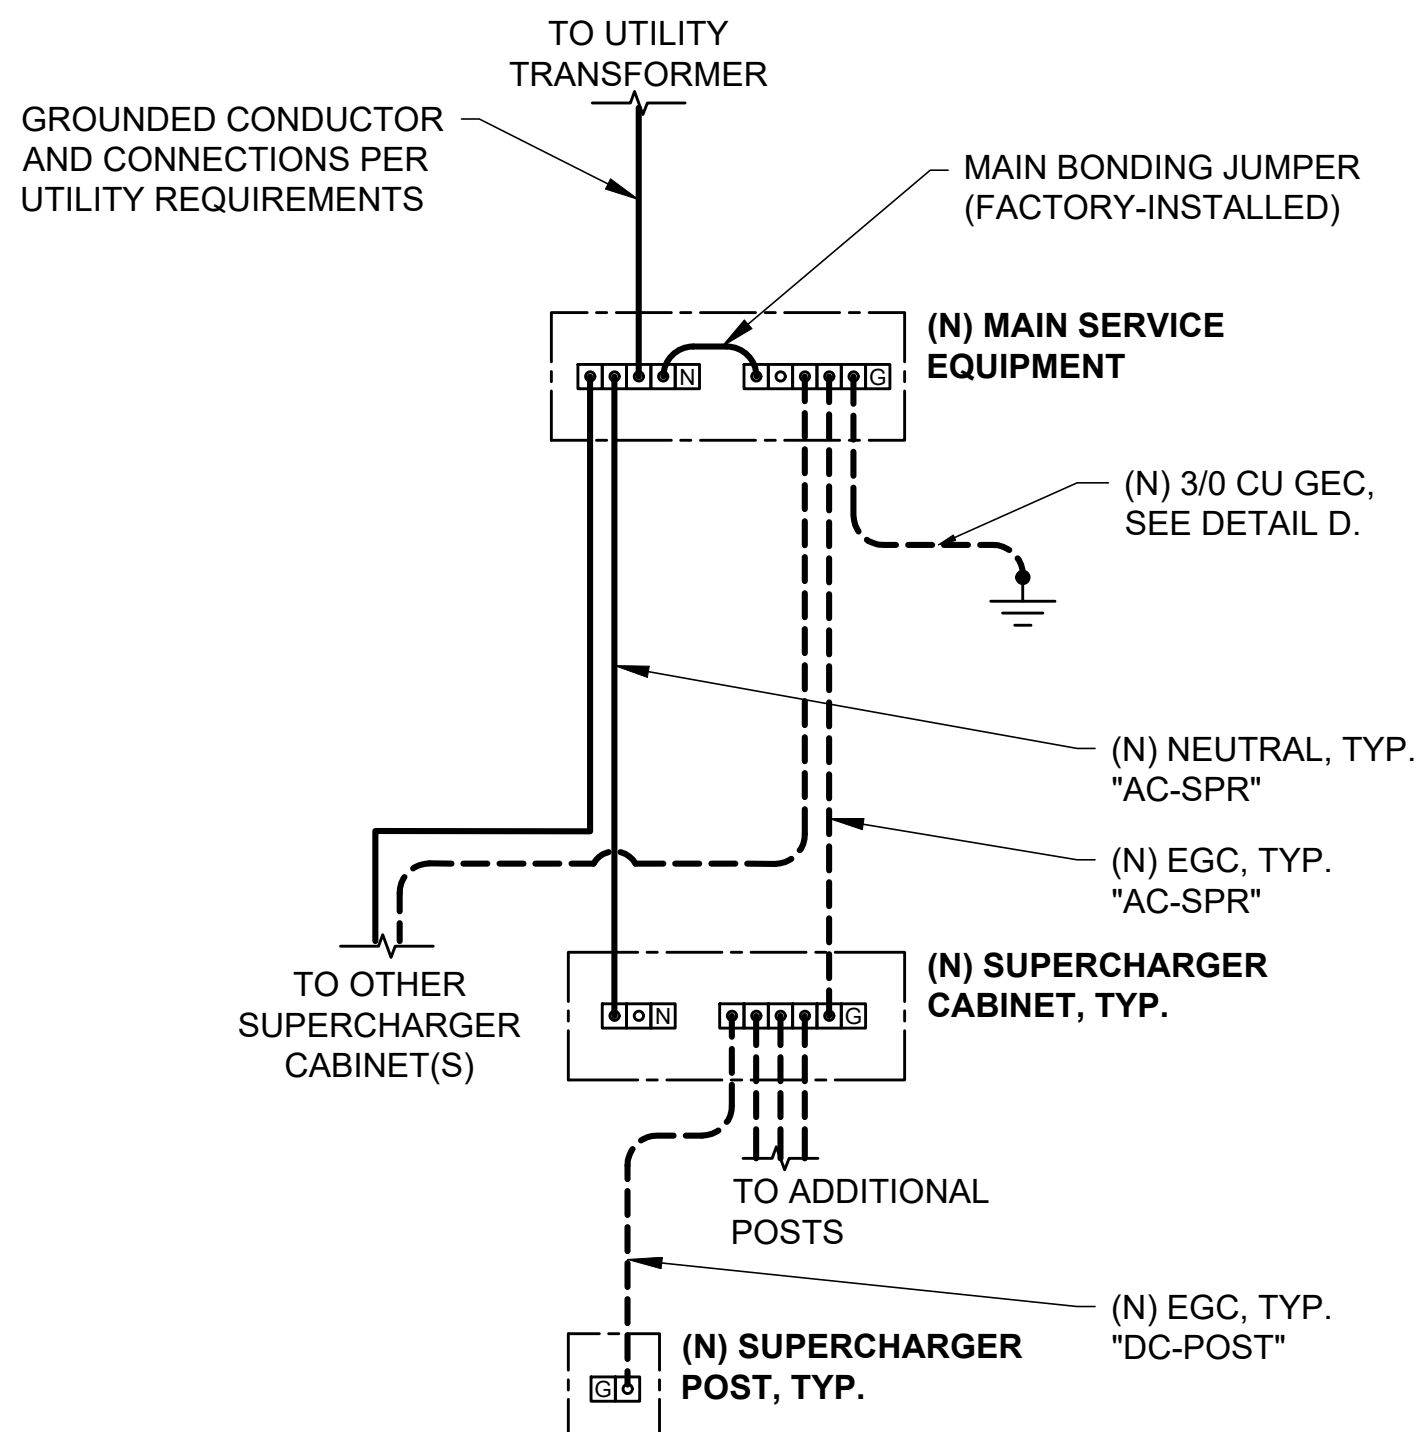 TO UTILITY
TRANSFORMER
GROUNDED CONDUCTOR
AND CONNECTIONS PER
UTILITY REQUIREMENTS
MAIN BONDING JUMPER
(FACTORY-INSTALLED)
(N) MAIN SERVICE
EQUIPMENT
N
G
(N) 3/0 CU GEC,
SEE DETAIL D.
(N) NEUTRAL, TYP.
"AC-SPR"
(N) EGC, TYP.
"AC-SPR"
TO OTHER
SUPERCHARGER
CABINET(S)
(N) SUPERCHARGER
CABINET, TYP.
N
G
TO ADDITIONAL
POSTS
(N) EGC, TYP.
"DC-POST"
(N) SUPERCHARGER
POST, TYP.
G